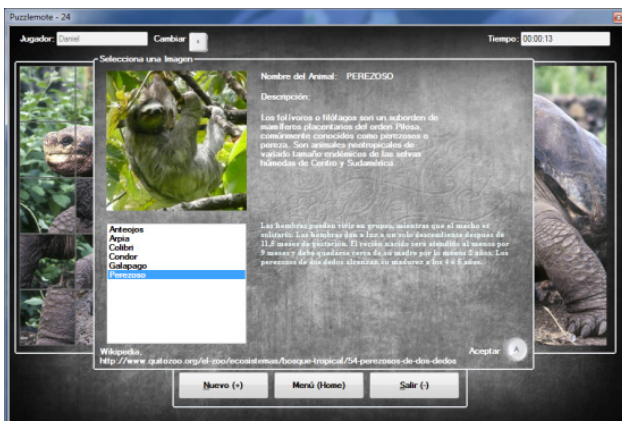 Puzzlemote - 24
Jugador: Daniel
Cambiar
Tiempo: 00:00:13
Selecciona una Imagen
Nombre del Animal: PEREZOSO
Descripción:
Los folívoros o filófagos son un suborden de
mamíferos placentarios del orden Pilosa,
comúnmente conocidos como perezosos o
pereza. Son animales neotropicales de
variado tamaño endémicos de las selvas
húmedas de Centro y Sudamérica.
Anteojos
Arpia
Colibri
Condor
Galapago
Perezoso
Las hembras pueden vivir en grupos, mientras que el macho es
solitario. Las hembras dan a luz a un solo descendiente después de
11,5 meses de gestación. El recién nacido será atendido al menos por
9 meses y debe quedarse cerca de su madre por lo menos 2 años. Los
perezosos de dos dedos alcanzan su madurez a los 4 ó 5 años.
Wikipedia,
http://www.quitozoo.org/el-zoo/ecosistemas/bosque-tropical/54-perezosos-de-dos-dedos
Aceptar A
Nuevo (+)
Menú (Home)
Salir (-)